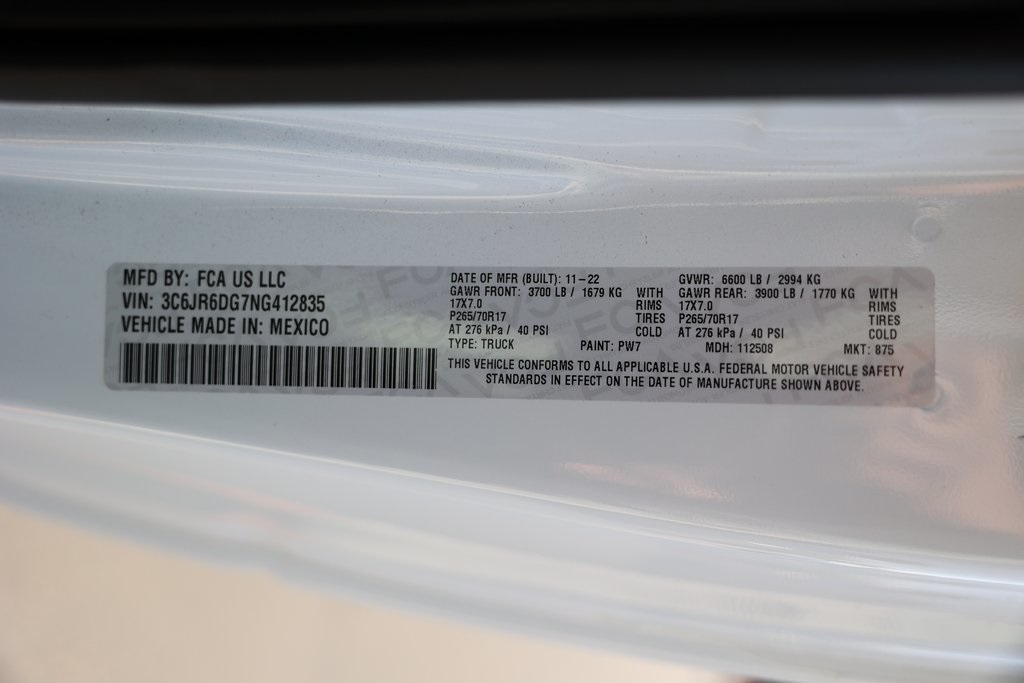 MFD BY: FCA US LLC
VIN: 3C6JR6DG7NG412835
VEHICLE MADE IN: MEXICO
DATE OF MFR (BUILT): 11-22
GAWR FRONT: 3700 LB / 1679 KG WITH
17X7.0 RIMS
P265/70R17 TIRES
AT 276 kPa / 40 PSI COLD
GVWR: 6600 LB / 2994 KG
GAWR REAR: 3900 LB / 1770 KG WITH
17X7.0 RIMS
P265/70R17 TIRES
AT 276 kPa / 40 PSI COLD
TYPE: TRUCK PAINT: PW7 MDH: 112508 MKT: 875
THIS VEHICLE CONFORMS TO ALL APPLICABLE U.S.A. FEDERAL MOTOR VEHICLE SAFETY
STANDARDS IN EFFECT ON THE DATE OF MANUFACTURE SHOWN ABOVE.